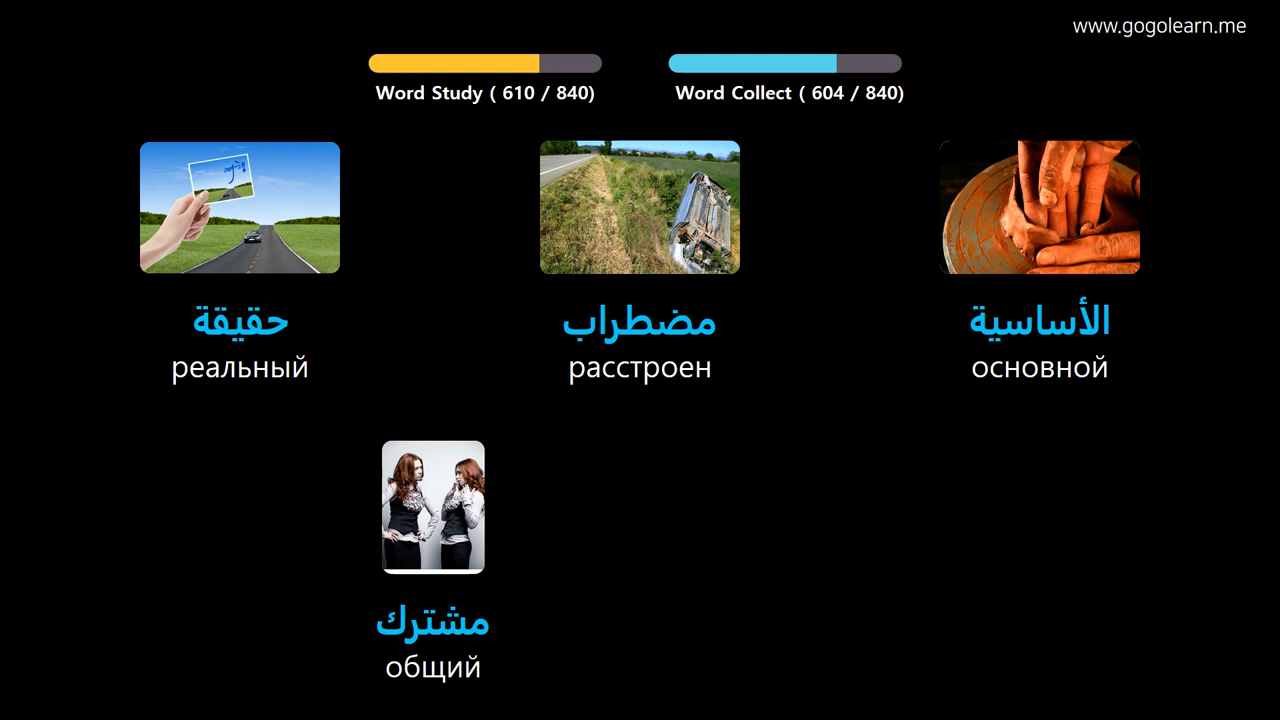 www.gogolearn.me
Word Study ( 610 / 840)
Word Collect ( 604 / 840)
حقيقة
реальный
مضطراب
расстроен
الأساسية
основной
مشترك
общий